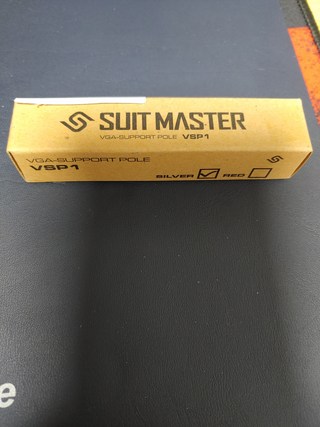 SUIT MASTER
VGA-SUPPORT POLE VSP1
VGA-SUPPORT POLE
VSP1
SILVER RED
e